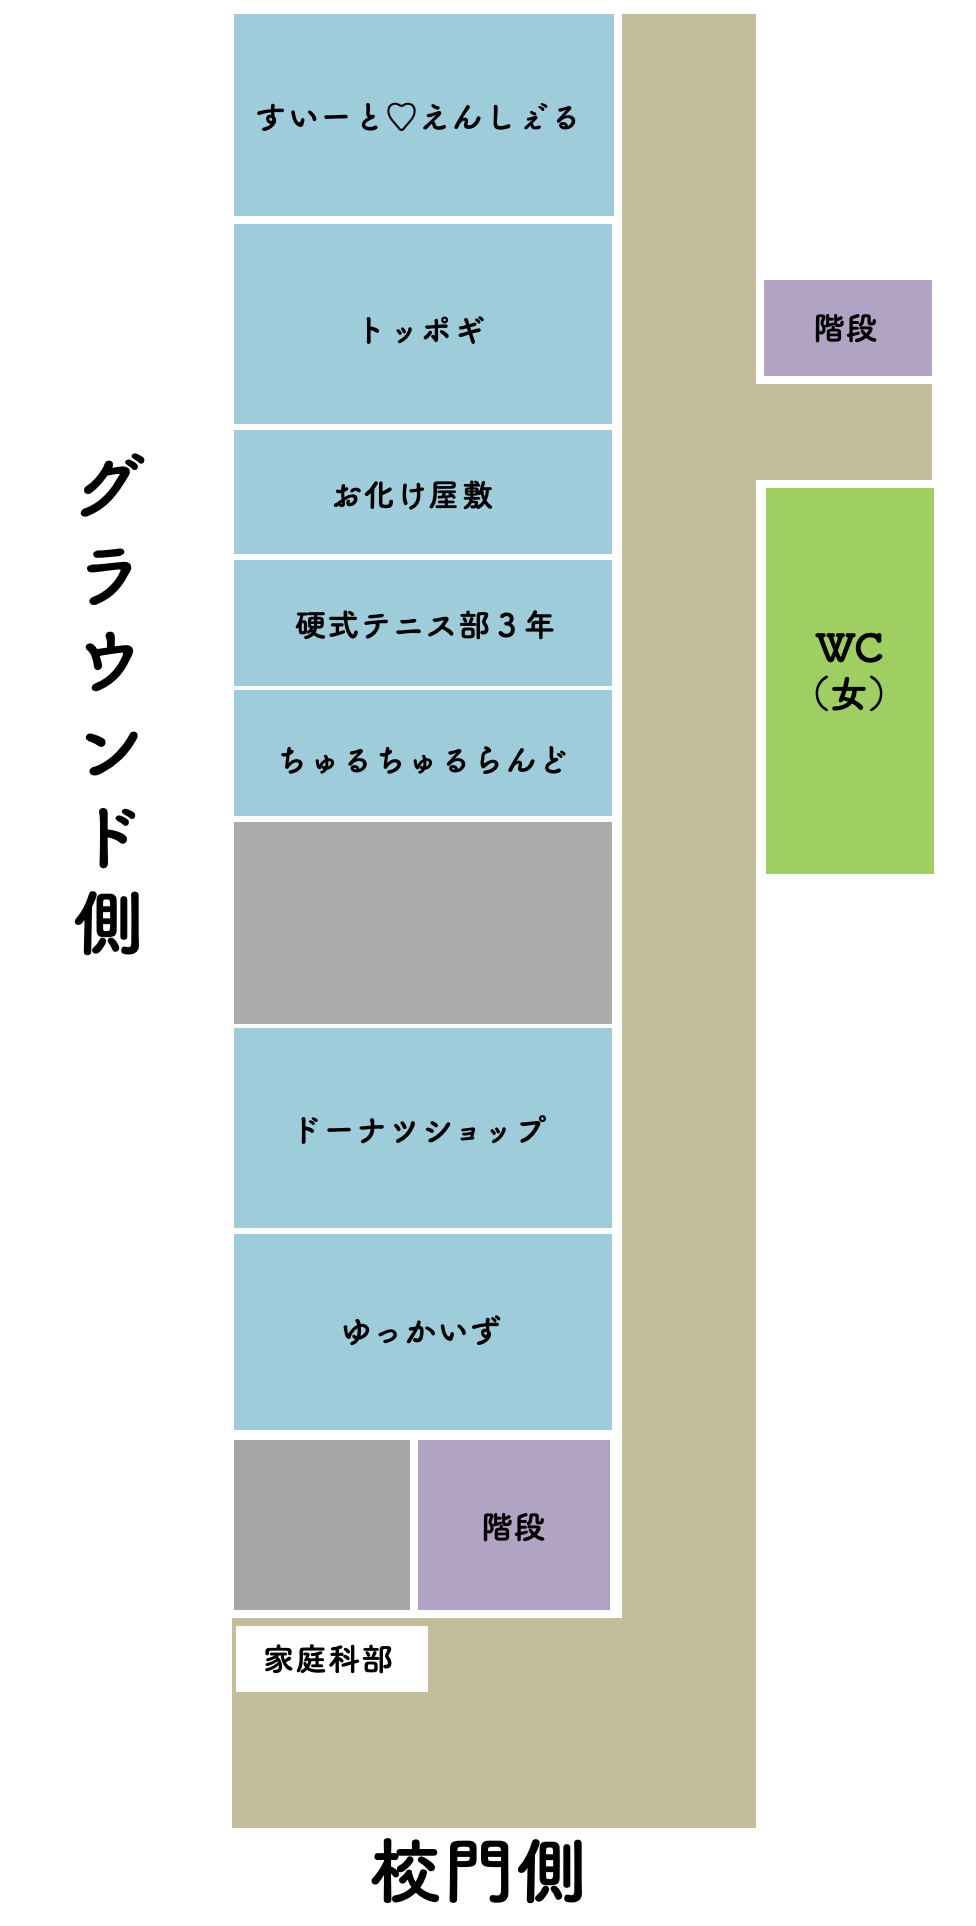 すいーと♡えんしぇる
トッポギ
階段
お化け屋敷
硬式テニス部３年
WC
（女）
ちゅるちゅるらんど
グラウンド側
ドーナツショップ
ゆっかいず
階段
家庭科部
校門側